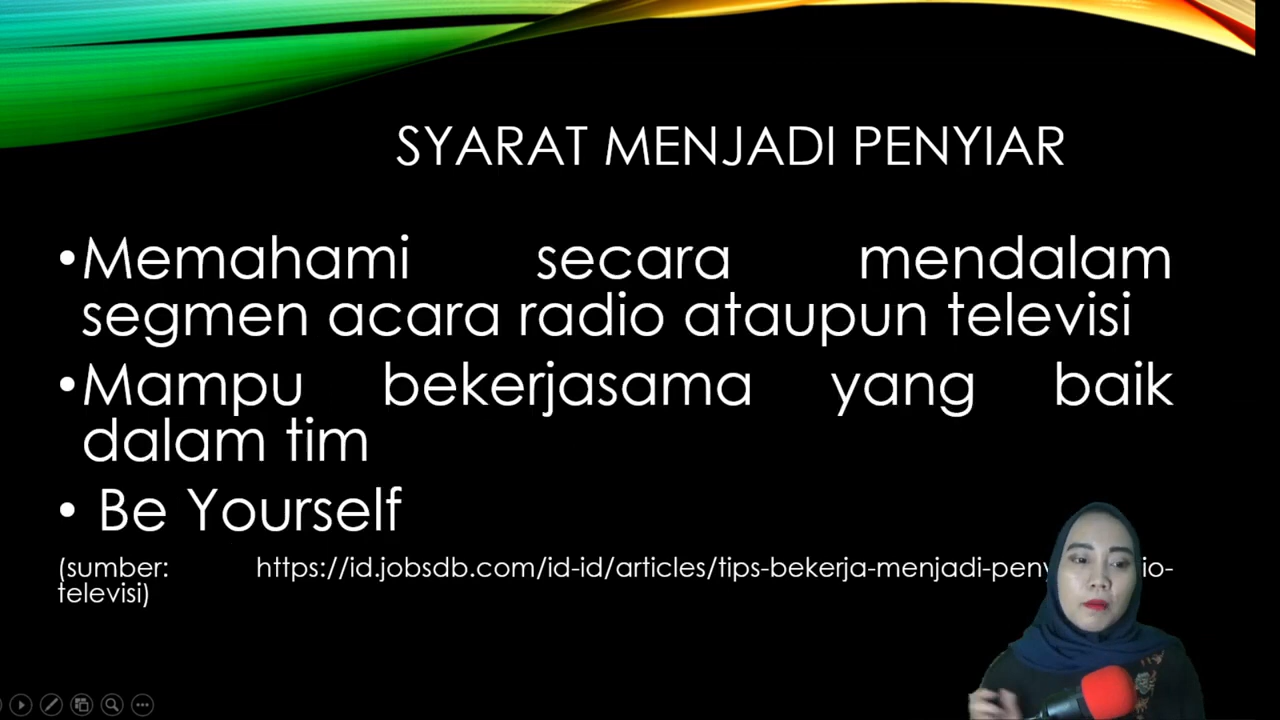 SYARAT MENJADI PENYIAR
•Memahami secara mendalam
segmen acara radio ataupun televisi
•Mampu bekerjasama yang baik
dalam tim
• Be Yourself
(sumber: https://id.jobsdb.com/id-id/articles/tips-bekerja-menjadi-peny io-
televisi)